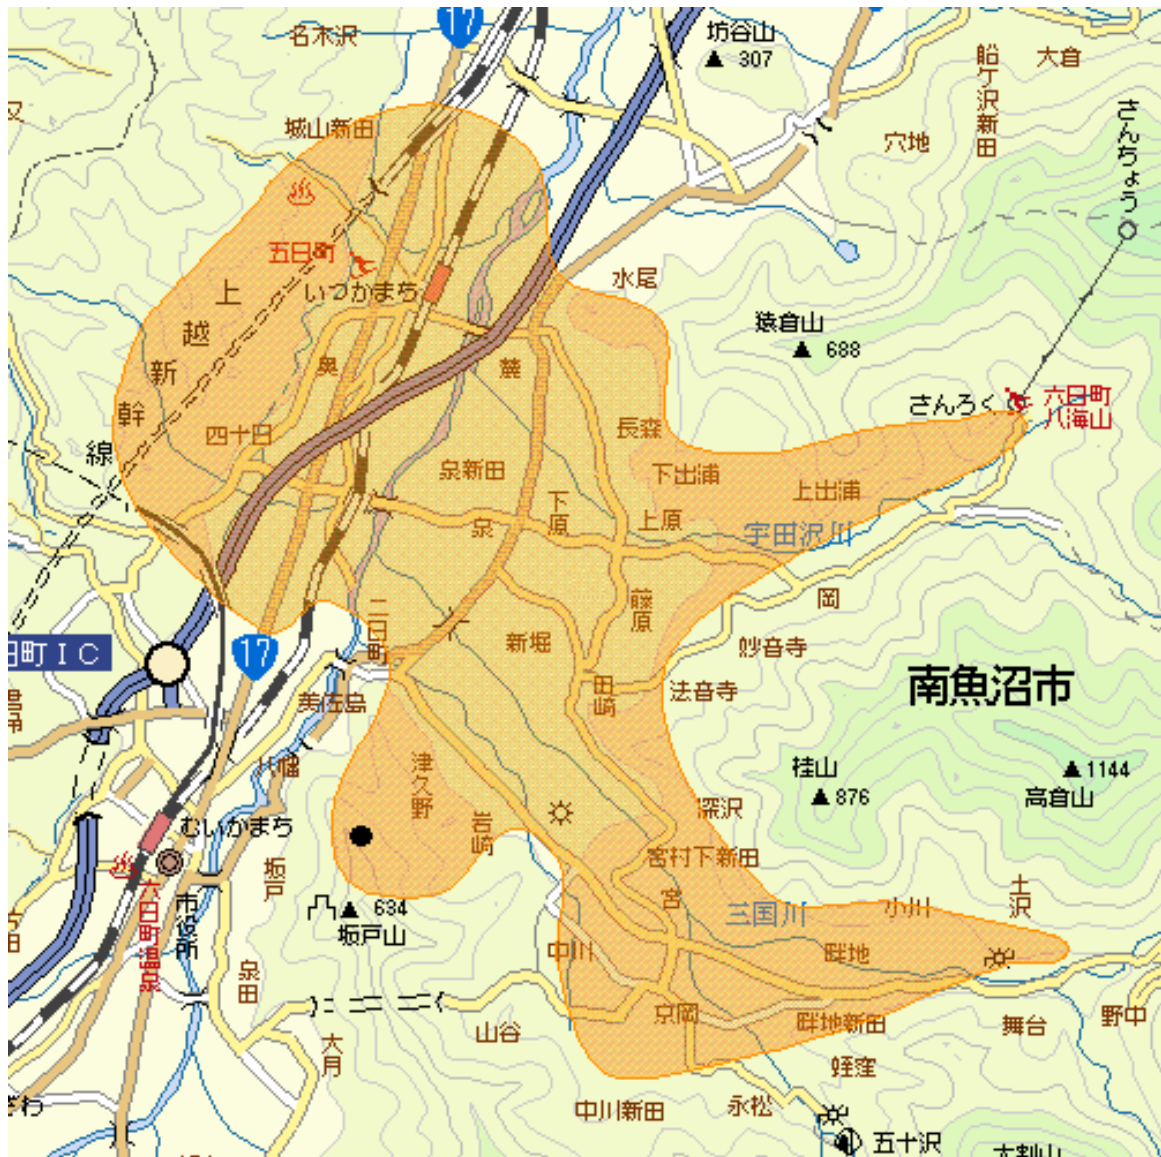 17
名木沢
坊谷山
307
船ケ沢新田
大倉
さんちょう
城山新田
穴地
五日町
いつかまち
水尾
上越新幹線
猿倉山
688
奥
麓
さんろく
六日町
八海山
四十日
長森
泉新田
下出浦
上出浦
下原
泉
上原
宇田沢川
二日町
藤原
岡
新堀
妙音寺
17
日町IC
田崎
法音寺
南魚沼市
美佐島
八幡
津久野
桂山
876
1144
高倉山
深沢
岩崎
むいかまち
宮村下新田
坂戸
宮
土沢
634
坂戸山
三国川
小川
市役所
六日町温泉
中川
畔地
泉田
京岡
畔地新田
舞台
野中
山谷
大月
蛭窪
中川新田
永松
五十沢